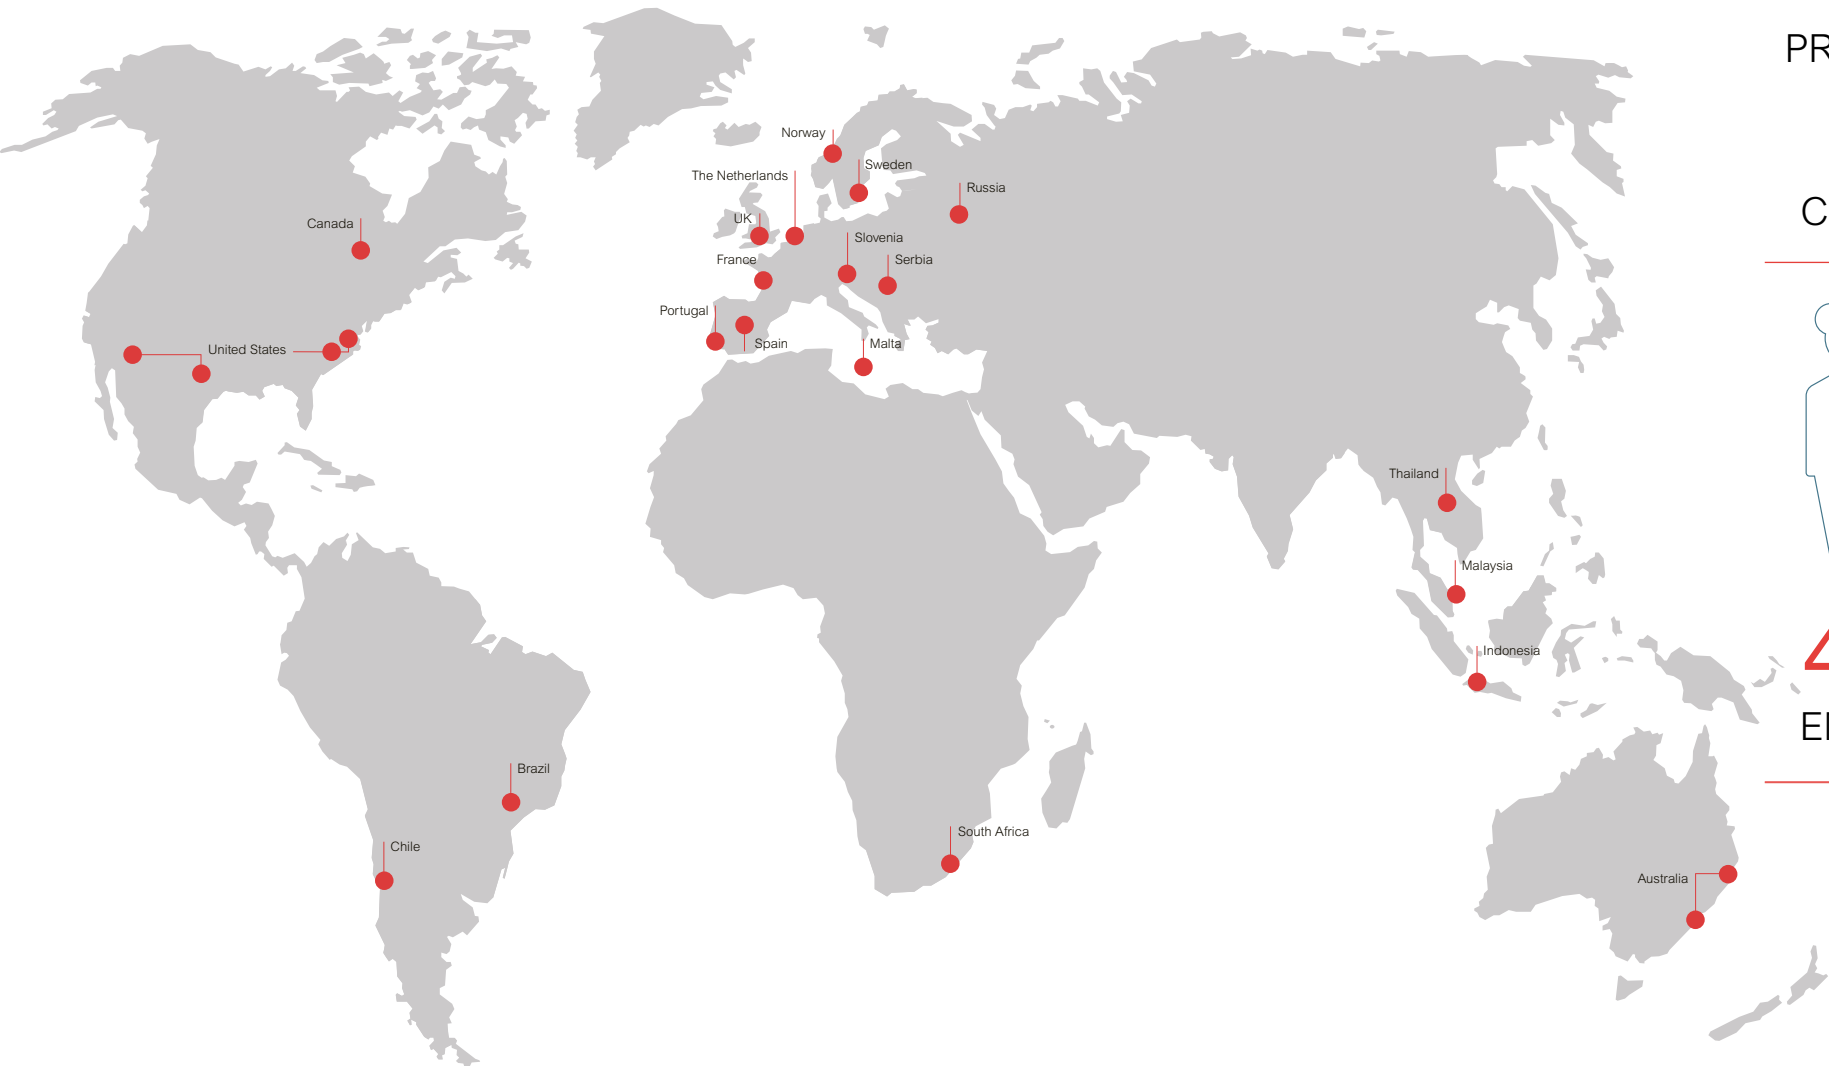 PR
Norway
Sweden
The Netherlands
Russia
UK
Canada
C
Slovenia
France
Serbia
Portugal
United States
Spain
Malta
Thailand
Malaysia
Indonesia
EI
Brazil
South Africa
Chile
Australia